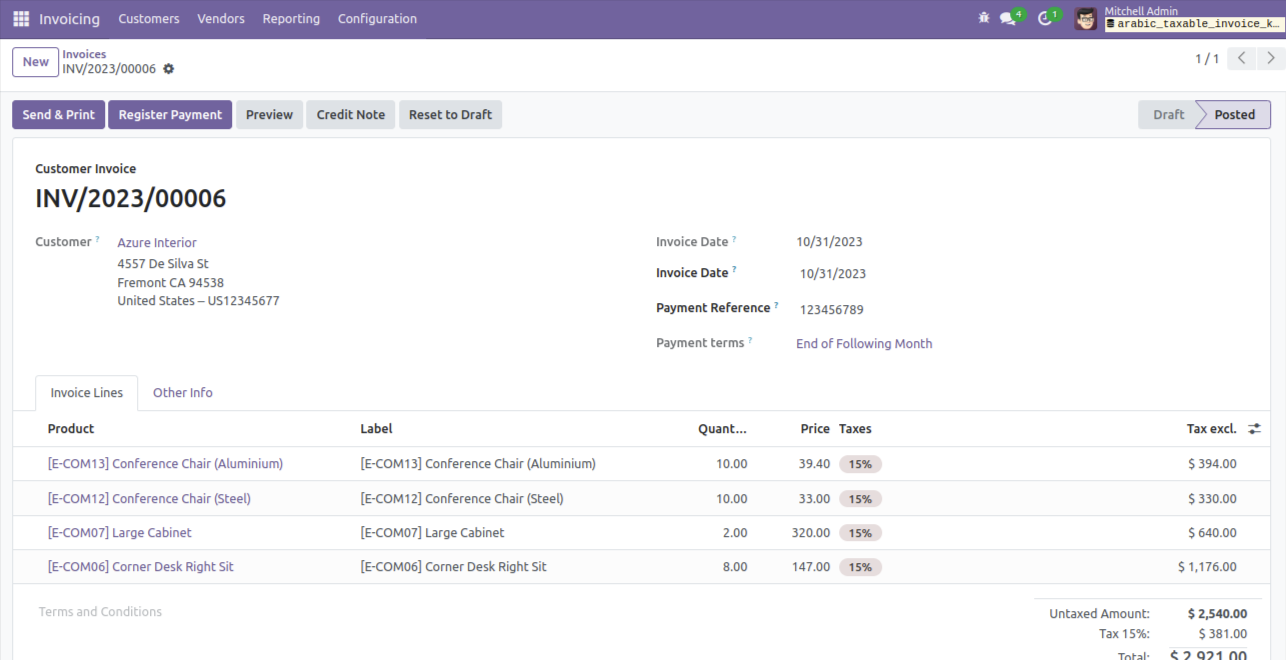 Invoicing Customers Vendors Reporting Configuration 4 1 Mitchell Admin
arabic_taxable_invoice_k...
New Invoices 1 / 1
INV/2023/00006
Send & Print Register Payment Preview Credit Note Reset to Draft Draft Posted
Customer Invoice
INV/2023/00006
Customer ? Azure Interior Invoice Date ? 10/31/2023
4557 De Silva St
Fremont CA 94538 Invoice Date ? 10/31/2023
United States – US12345677
Payment Reference ? 123456789
Payment terms ? End of Following Month
Invoice Lines Other Info
Product Label Quant... Price Taxes Tax excl.
[E-COM13] Conference Chair (Aluminium) [E-COM13] Conference Chair (Aluminium) 10.00 39.40 15% $ 394.00
[E-COM12] Conference Chair (Steel) [E-COM12] Conference Chair (Steel) 10.00 33.00 15% $ 330.00
[E-COM07] Large Cabinet [E-COM07] Large Cabinet 2.00 320.00 15% $ 640.00
[E-COM06] Corner Desk Right Sit [E-COM06] Corner Desk Right Sit 8.00 147.00 15% $ 1,176.00
Terms and Conditions Untaxed Amount: $ 2,540.00
Tax 15%: $ 381.00
Total: $ 2,921.00